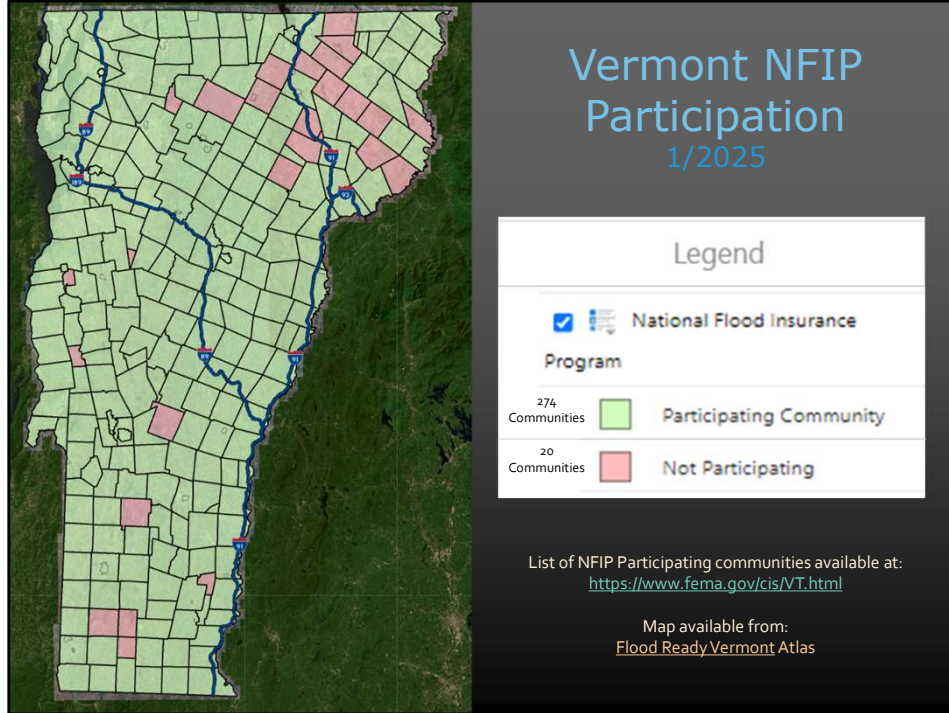 Vermont NFIP
Participation
1/2025
Legend
National Flood Insurance
Program
274
Communities
Participating Community
20
Communities
Not Participating
List of NFIP Participating communities available at:
https://www.fema.gov/cis/VT.html
Map available from:
Flood Ready Vermont Atlas
89
189
91
93
89
91
91